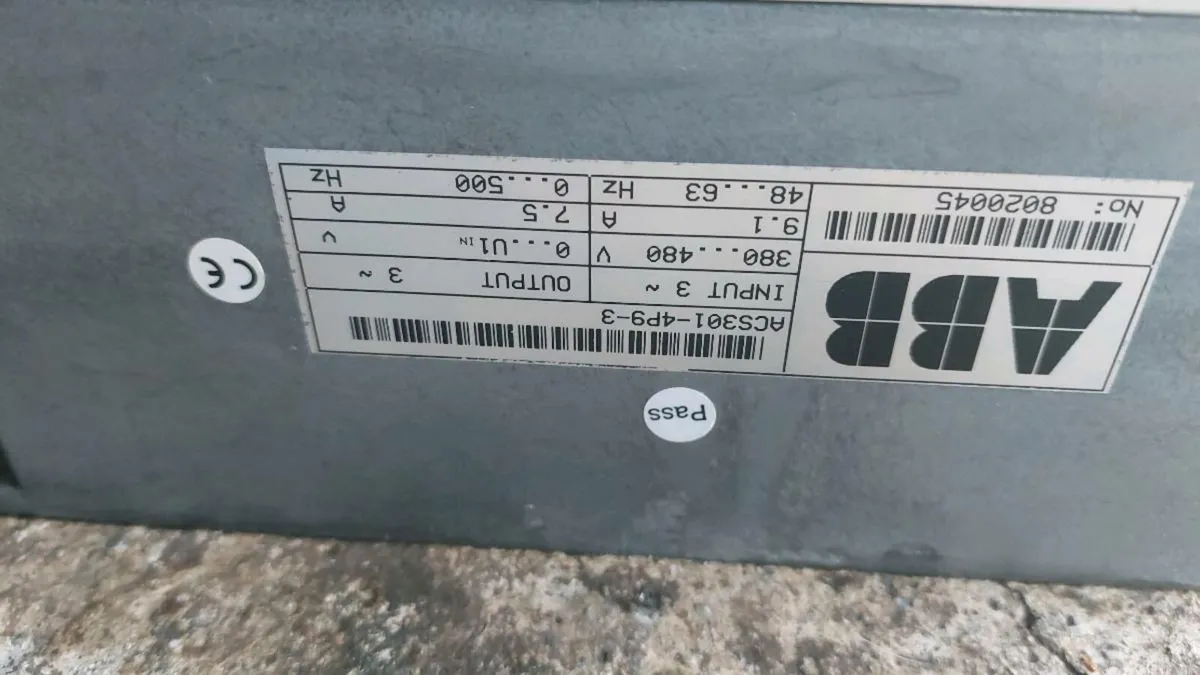 Pass
ABB
No: 8020045
ACS301-4P9-3
INPUT 3 ~ OUTPUT 3 ~
380...480 V 0...U1IN V
9.1 A 7.5 A
48...63 Hz 0...500 Hz
CE